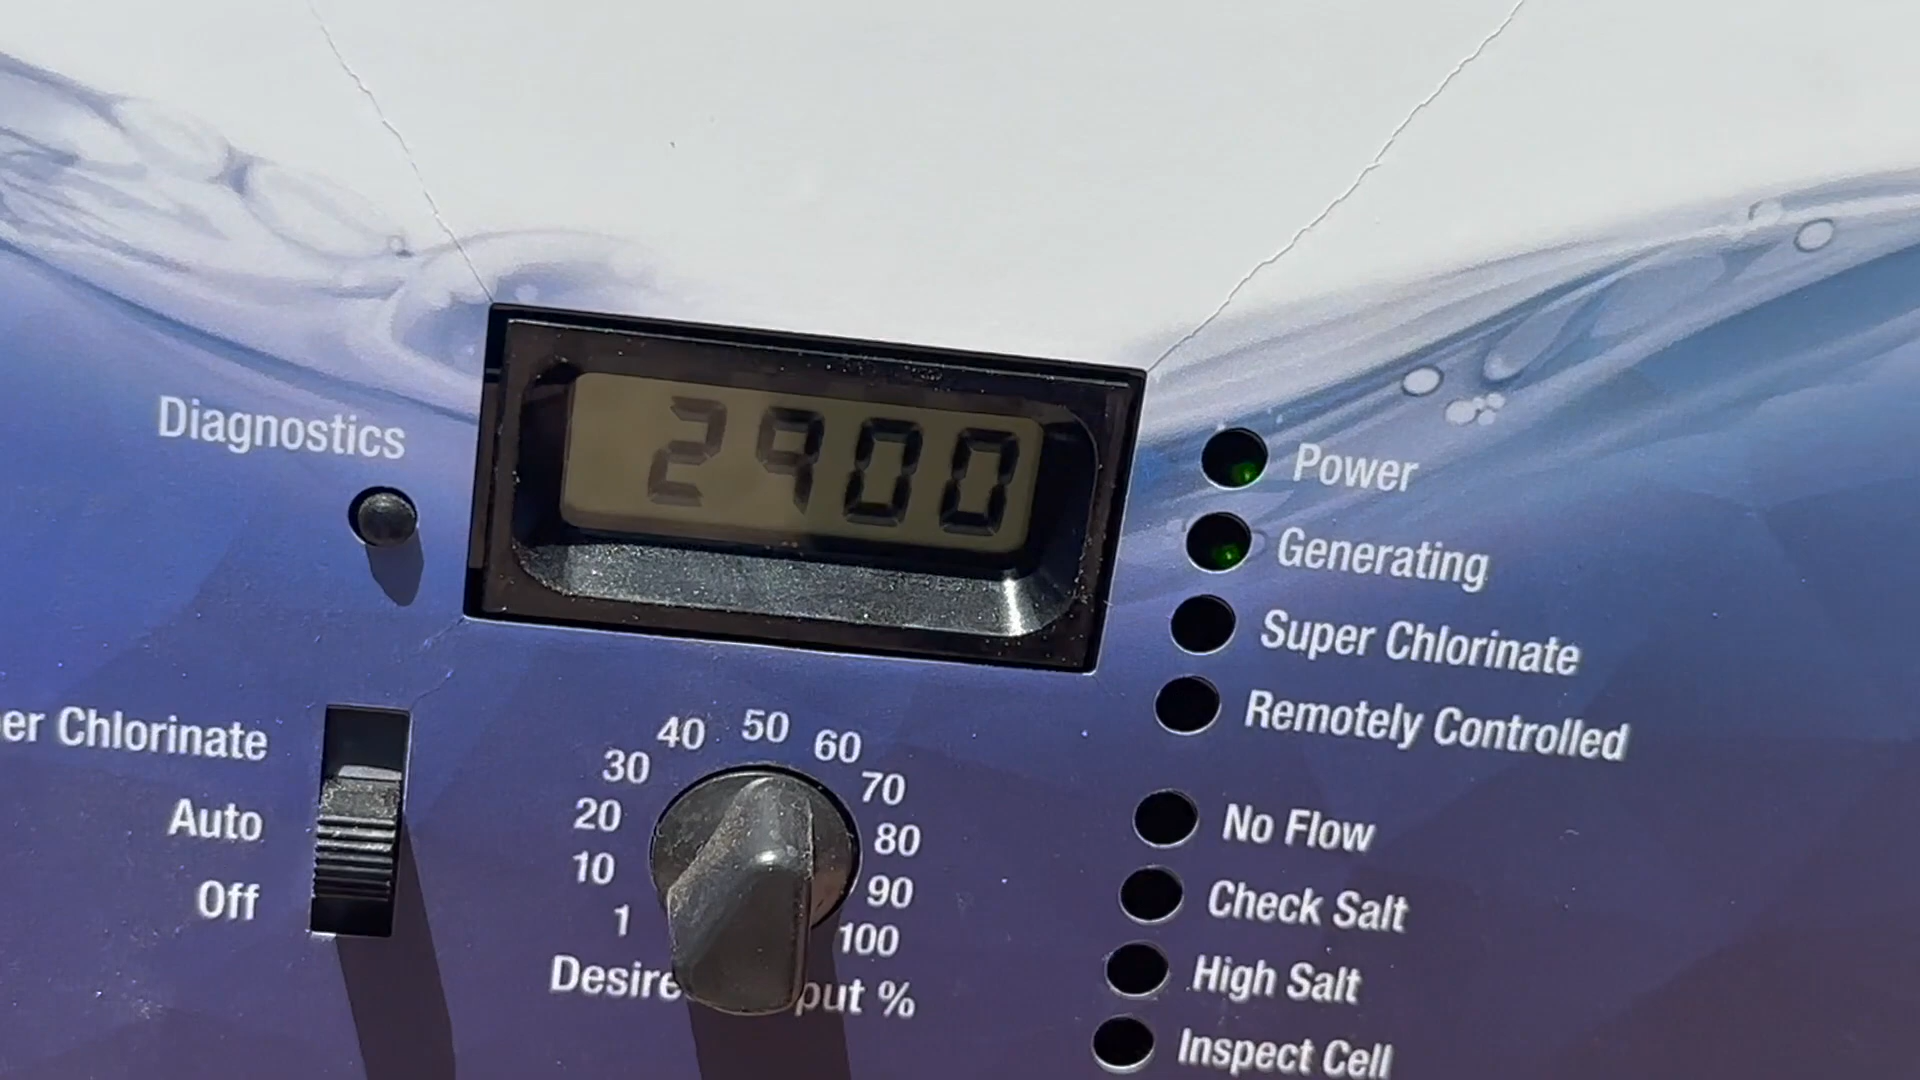 2900
Diagnostics
Power
Generating
Super Chlorinate
Remotely Controlled
er Chlorinate
Auto
Off
40 50 60
30 70
20 80
10 90
1 100
Desire put %
No Flow
Check Salt
High Salt
Inspect Cell